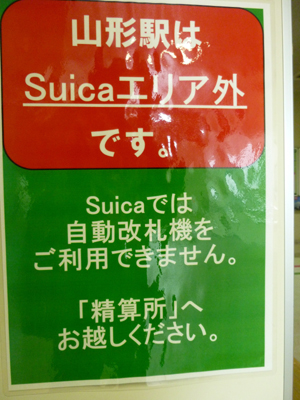 山形駅は
Suicaエリア外
です。
Suicaでは
自動改札機を
ご利用できません。
「精算所」へ
お越しください。